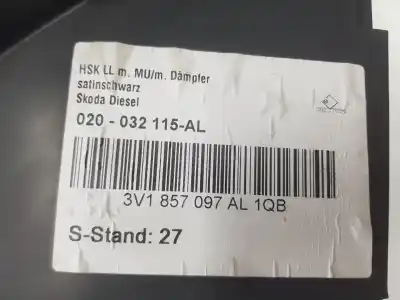 HSK LL m. MU/m. Dämpfer
satinschwarz
Skoda Diesel
020 - 032 115-AL
3V1 857 097 AL 1QB
S-Stand: 27